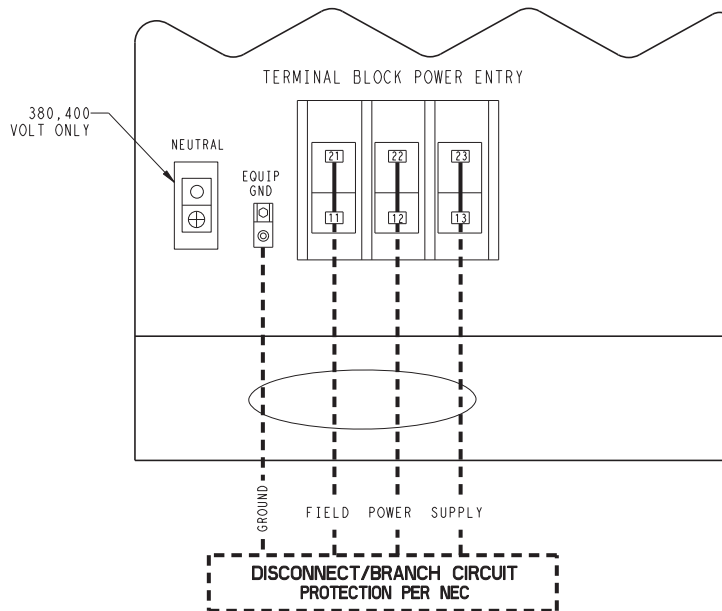 TERMINAL BLOCK POWER ENTRY
380,400
VOLT ONLY
NEUTRAL
EQUIP
GND
21 22 23
11 12 13
GROUND
FIELD POWER SUPPLY
DISCONNECT/BRANCH CIRCUIT
PROTECTION PER NEC